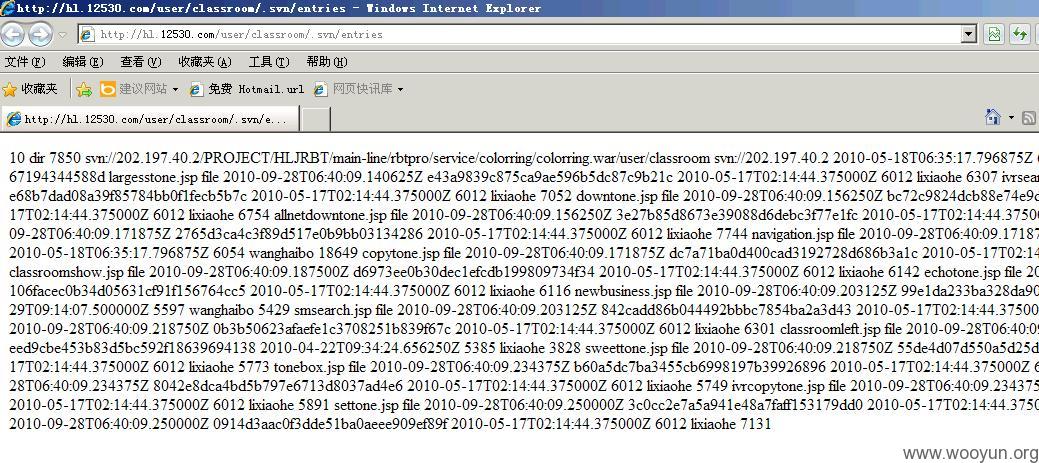 http://hl.12530.com/user/classroom/.svn/entries - Windows Internet Explorer
http://hl.12530.com/user/classroom/.svn/entries
文件(F) 编辑(E) 查看(V) 收藏夹(A) 工具(T) 帮助(H)
收藏夹 建议网站 免费 Hotmail.url 网页快讯库
http://hl.12530.com/user/classroom/.svn/e...
10 dir 7850 svn://202.197.40.2/PROJECT/HLJRBT/main-line/rbtpro/service/colorring/colorring.war/user/classroom svn://202.197.40.2 2010-05-18T06:35:17.796875Z
67194344588d largesstone.jsp file 2010-09-28T06:40:09.140625Z e43a9839c875ca9ae596b5dc87c9b21c 2010-05-17T02:14:44.375000Z 6012 lixiaohe 6307 ivrsear
e68b7dad08a39f85784bb0f1fecb5b7c 2010-05-17T02:14:44.375000Z 6012 lixiaohe 7052 downtone.jsp file 2010-09-28T06:40:09.156250Z bc72c9824dcb88e74e9d
17T02:14:44.375000Z 6012 lixiaohe 6754 allnetdowntone.jsp file 2010-09-28T06:40:09.156250Z 3e27b85d8673e39088d6debc3f77e1fc 2010-05-17T02:14:44.37500
09-28T06:40:09.171875Z 2765d3ca4c3f89d517e0b9bb03134286 2010-05-17T02:14:44.375000Z 6012 lixiaohe 7744 navigation.jsp file 2010-09-28T06:40:09.17187
2010-05-18T06:35:17.796875Z 6054 wanghaibo 18649 copytone.jsp file 2010-09-28T06:40:09.171875Z dc7a71ba0d400cad3192728d686b3a1c 2010-05-17T02:14:4
classroomshow.jsp file 2010-09-28T06:40:09.187500Z d6973ee0b30dec1efcdb199809734f34 2010-05-17T02:14:44.375000Z 6012 lixiaohe 6142 echotone.jsp file 20
106facec0b34d05631cf91f156764cc5 2010-05-17T02:14:44.375000Z 6012 lixiaohe 6116 newbusiness.jsp file 2010-09-28T06:40:09.203125Z 99e1da233ba328da90
29T09:14:07.500000Z 5597 wanghaibo 5429 smsearch.jsp file 2010-09-28T06:40:09.203125Z 842cadd86b044492bbbc7854ba2a3d43 2010-05-17T02:14:44.375000Z
2010-09-28T06:40:09.218750Z 0b3b50623afaefe1c3708251b839f67c 2010-05-17T02:14:44.375000Z 6012 lixiaohe 6301 classroomleft.jsp file 2010-09-28T06:40:0
eed9cbe453b83d5bc592f18639694138 2010-04-22T09:34:24.656250Z 5385 lixiaohe 3828 sweettone.jsp file 2010-09-28T06:40:09.218750Z 55de4d07d550a5d25d
17T02:14:44.375000Z 6012 lixiaohe 5773 tonebox.jsp file 2010-09-28T06:40:09.234375Z b60a5dc7ba3455cb6998197b39926896 2010-05-17T02:14:44.375000Z 6
2010-09-28T06:40:09.234375Z 8042e8dca4bd5b797e6713d8037ad4e6 2010-05-17T02:14:44.375000Z 6012 lixiaohe 5749 ivrcopytone.jsp file 2010-09-28T06:40:09.234375
2010-05-17T02:14:44.375000Z 6012 lixiaohe 5891 settone.jsp file 2010-09-28T06:40:09.250000Z 3c0cc2e7a5a941e48a7faff153179dd0 2010-05-17T02:14:44.3750
2010-09-28T06:40:09.250000Z 0914d3aac0f3dde51ba0aeee909ef89f 2010-05-17T02:14:44.375000Z 6012 lixiaohe 7131
www.wooyun.org